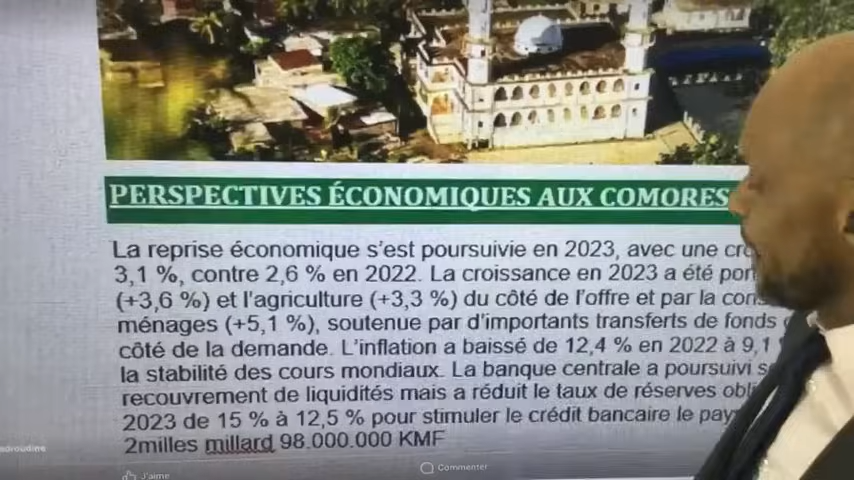 PERSPECTIVES ÉCONOMIQUES AUX COMORES
La reprise économique s'est poursuivie en 2023, avec une
3,1 %, contre 2,6 % en 2022. La croissance en 2023 a été
(+3,6 %) et l'agriculture (+3,3 %) du côté de l'offre et par la
ménages (+5,1 %), soutenue par d'importants transferts de fonds
côté de la demande. L'inflation a baissé de 12,4 % en 2022 à 9,1
la stabilité des cours mondiaux. La banque centrale a poursuivi
recouvrement de liquidités mais a réduit le taux de réserves
2023 de 15 % à 12,5 % pour stimuler le crédit bancaire le
2milles millard 98.000.000 KMF
J'aime
Commenter